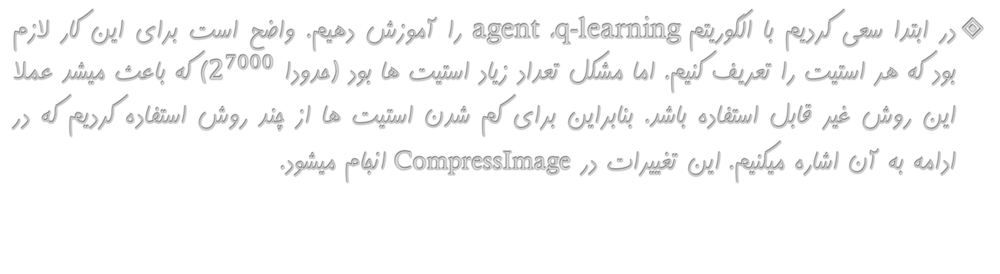 در ابتدا سعی کردیم با الگوریتم q-learning، agent را آموزش دهیم. واضح است برای این کار لازم
بود که هر استیت را تعریف کنیم. اما مشکل تعداد زیاد استیت ها بود (حدودا 2^7000) که باعث میشد عملا
این روش غیر قابل استفاده باشد. بنابراین برای کم شدن استیت ها از چند روش استفاده کردیم که در
ادامه به آن اشاره میکنیم. این تغییرات در CompressImage انجام میشود.